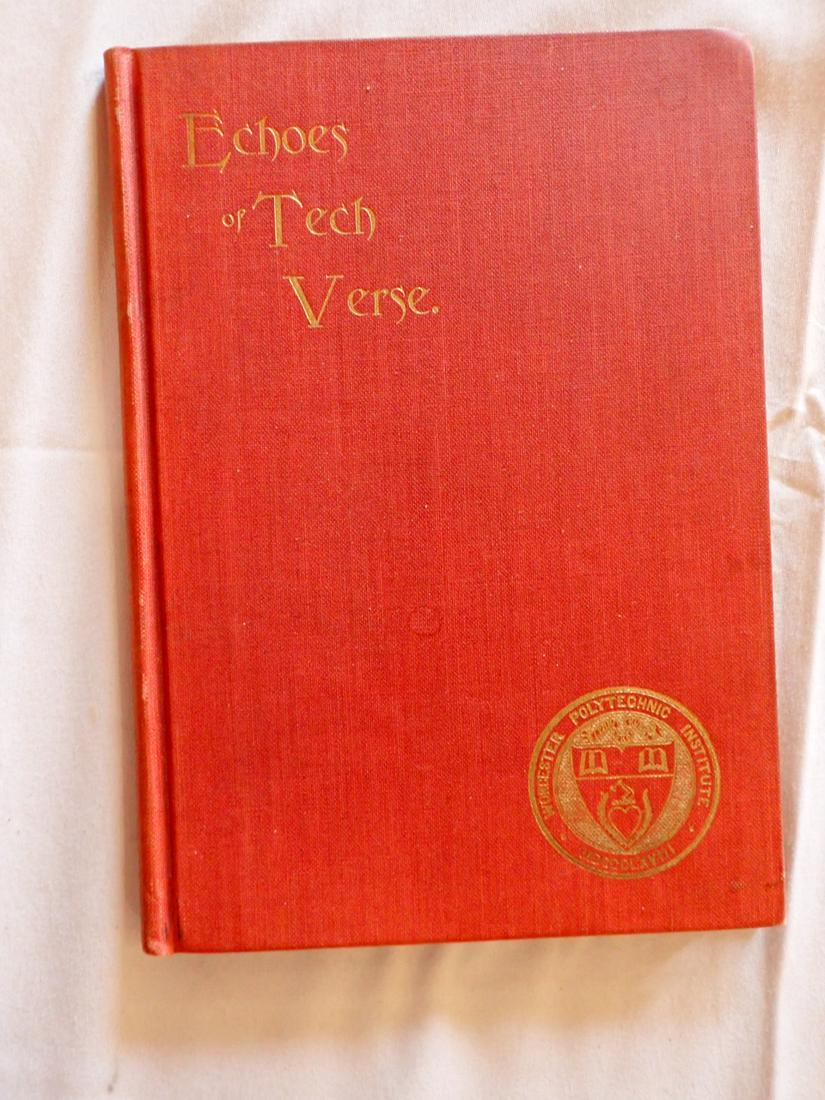 Echoes
of Tech
Verse.
WORCESTER POLYTECHNIC INSTITUTE